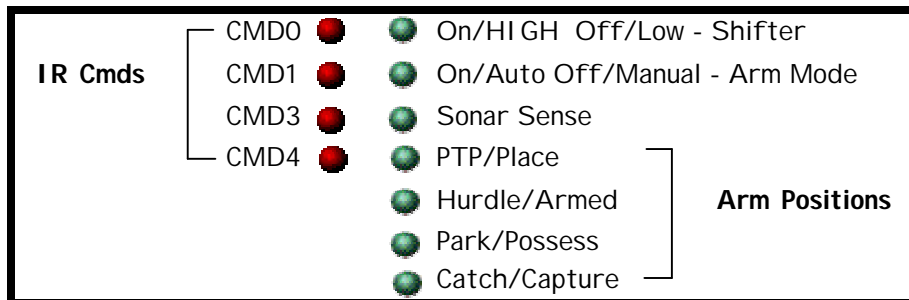 CMD0 On/HIGH Off/Low - Shifter
IR Cmds CMD1 On/Auto Off/Manual - Arm Mode
CMD3 Sonar Sense
CMD4 PTP/Place
Hurdle/Armed Arm Positions
Park/Possess
Catch/Capture